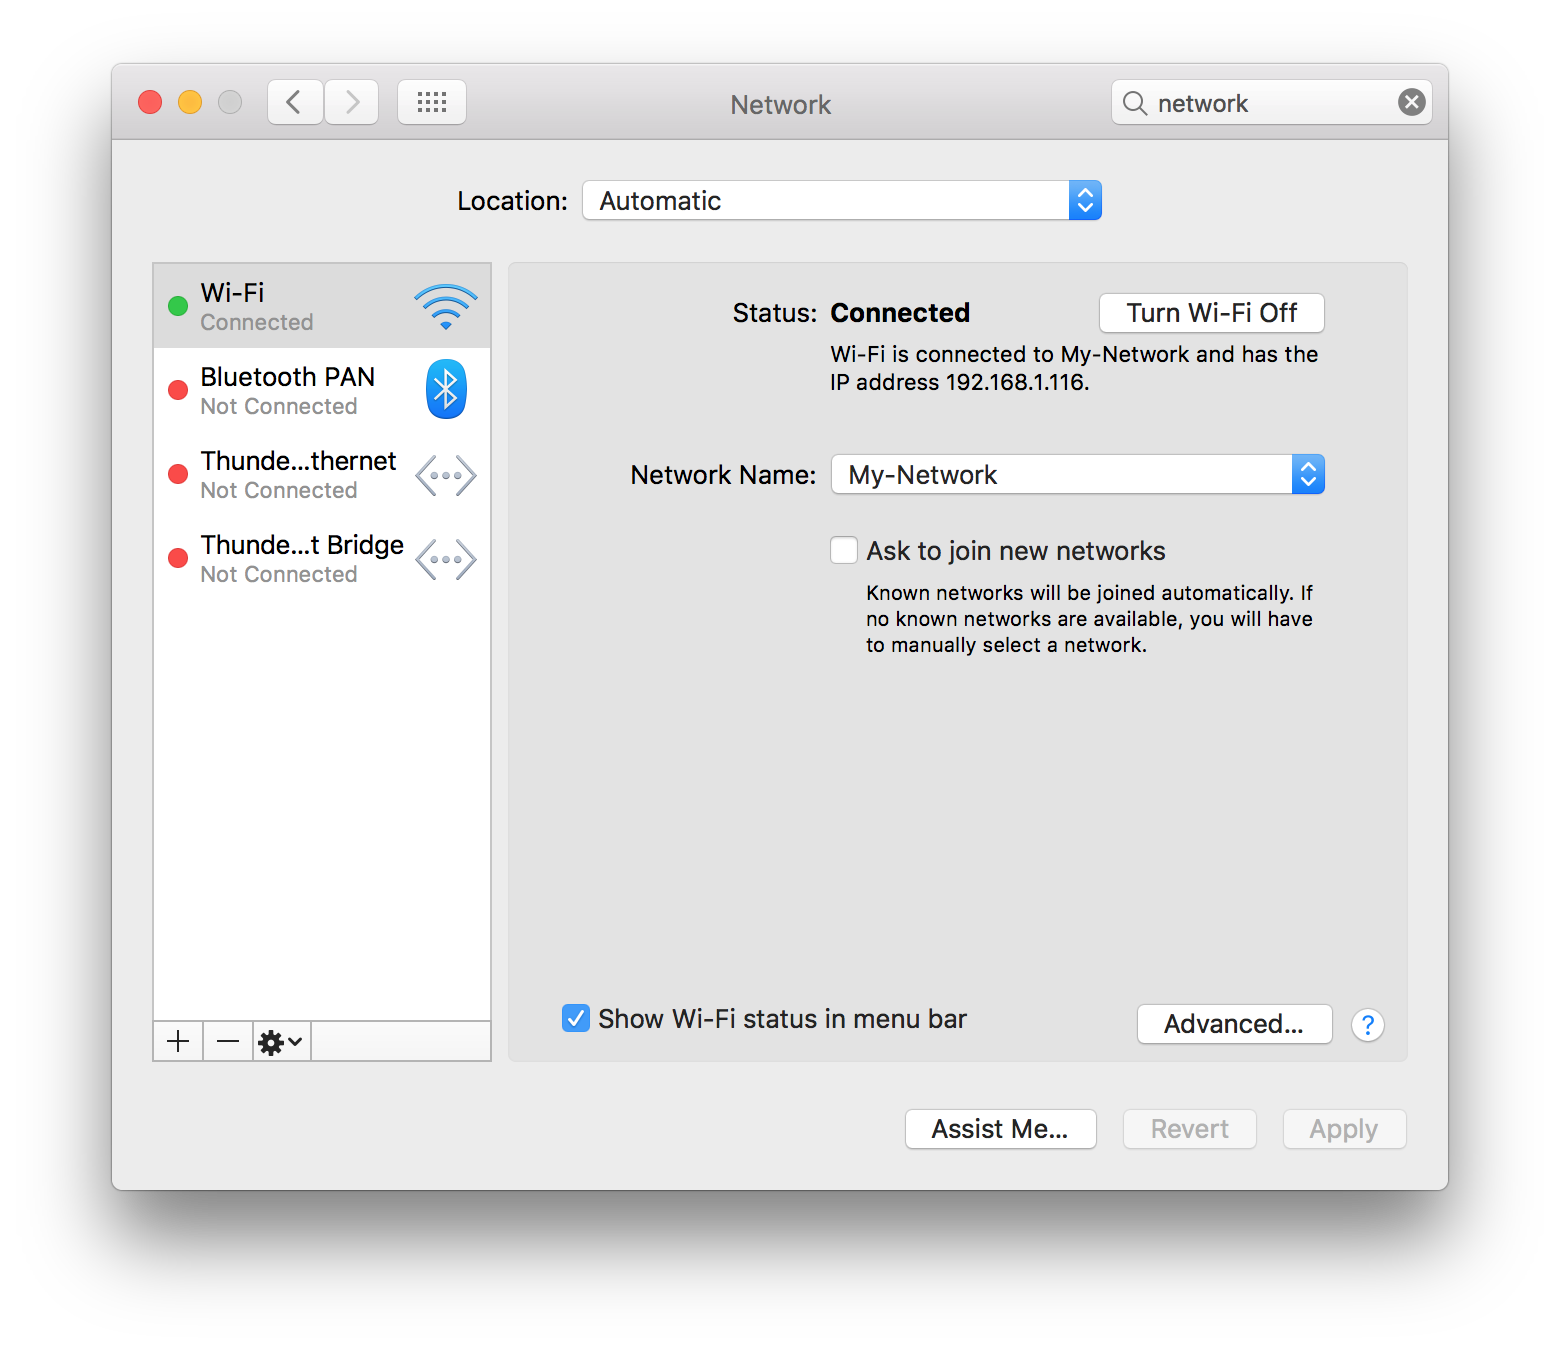 Network
network
Location: Automatic
Wi-Fi
Connected
Bluetooth PAN
Not Connected
Thunde...thernet
Not Connected
Thunde...t Bridge
Not Connected
Status: Connected
Turn Wi-Fi Off
Wi-Fi is connected to My-Network and has the
IP address 192.168.1.116.
Network Name: My-Network
Ask to join new networks
Known networks will be joined automatically. If
no known networks are available, you will have
to manually select a network.
Show Wi-Fi status in menu bar
Advanced...
?
Assist Me...
Revert
Apply